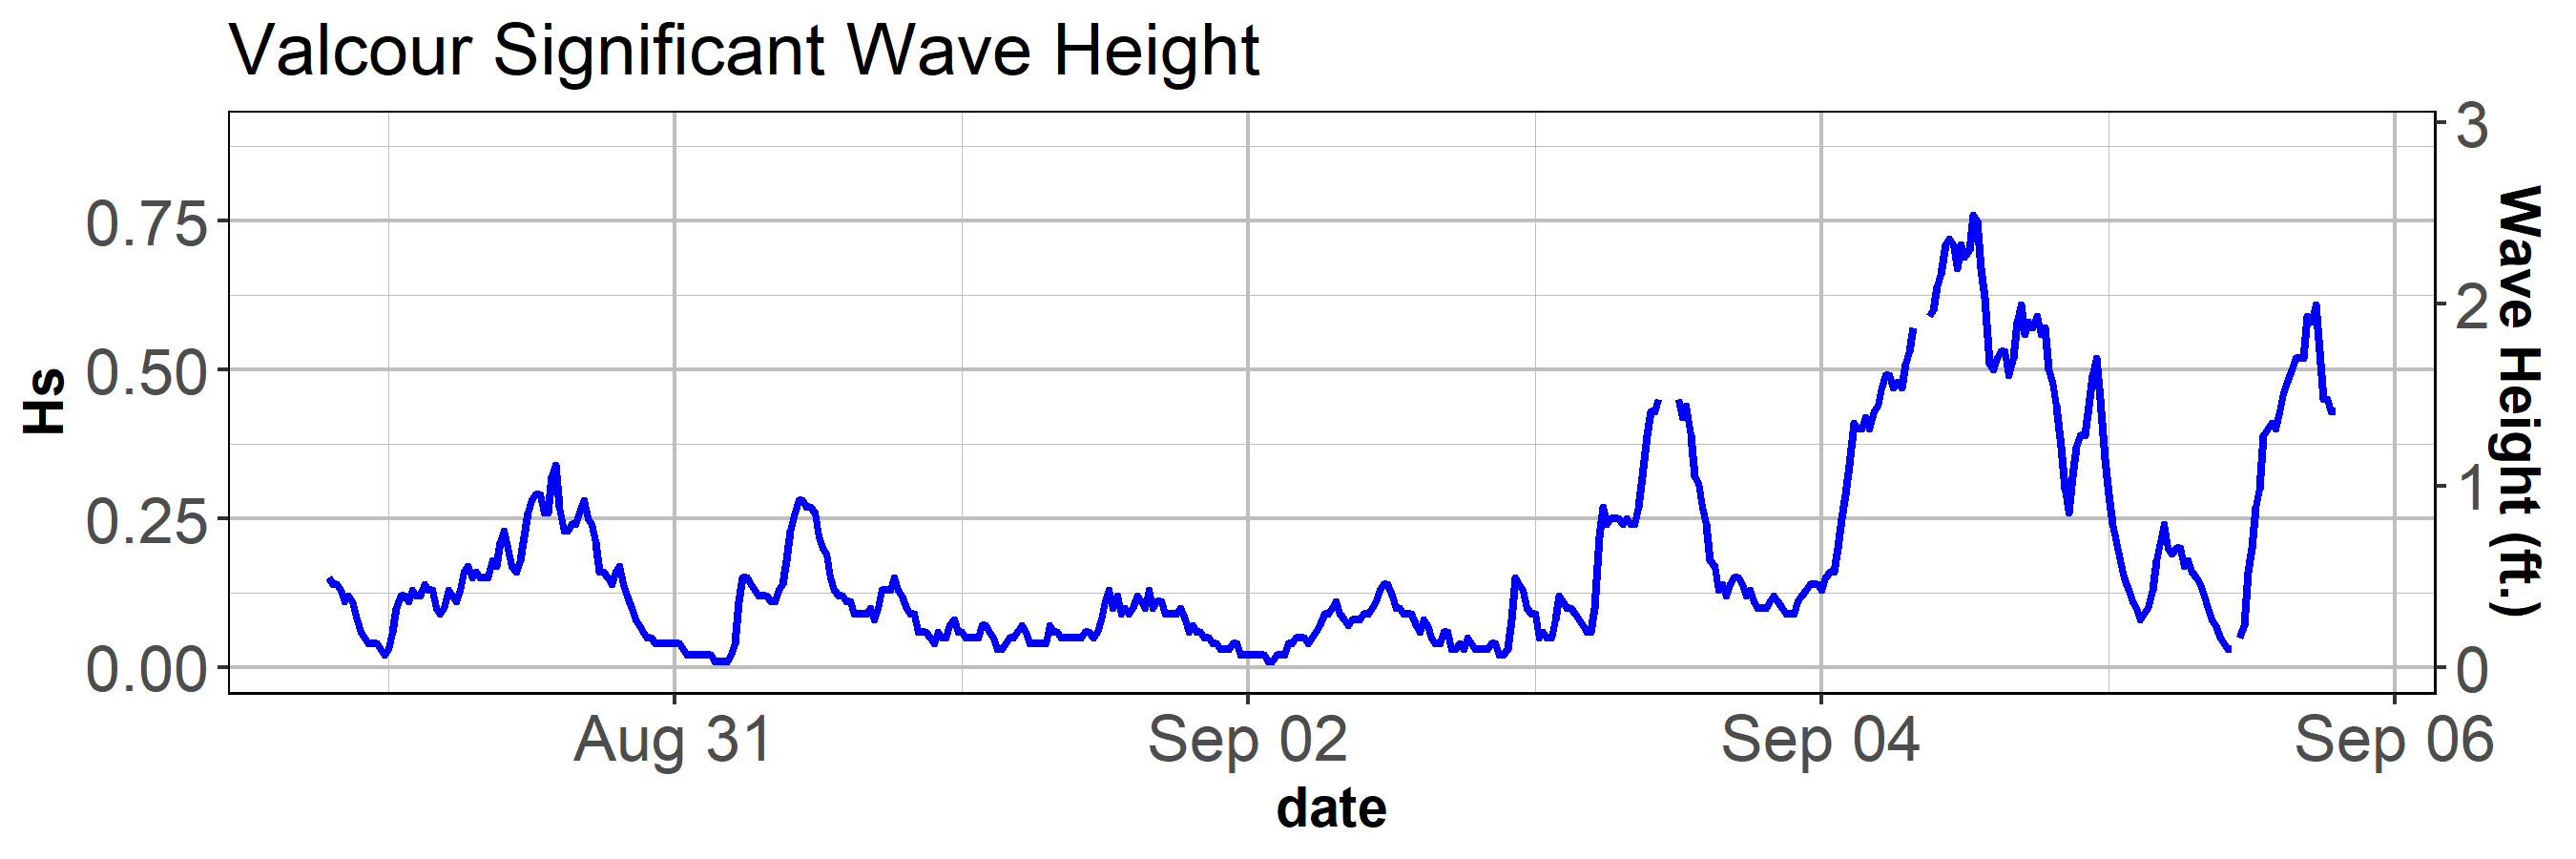 Valcour Significant Wave Height
Hs
0.75
0.50
0.25
0.00
3
2
1
0
Wave Height (ft.)
Aug 31
Sep 02
Sep 04
Sep 06
date